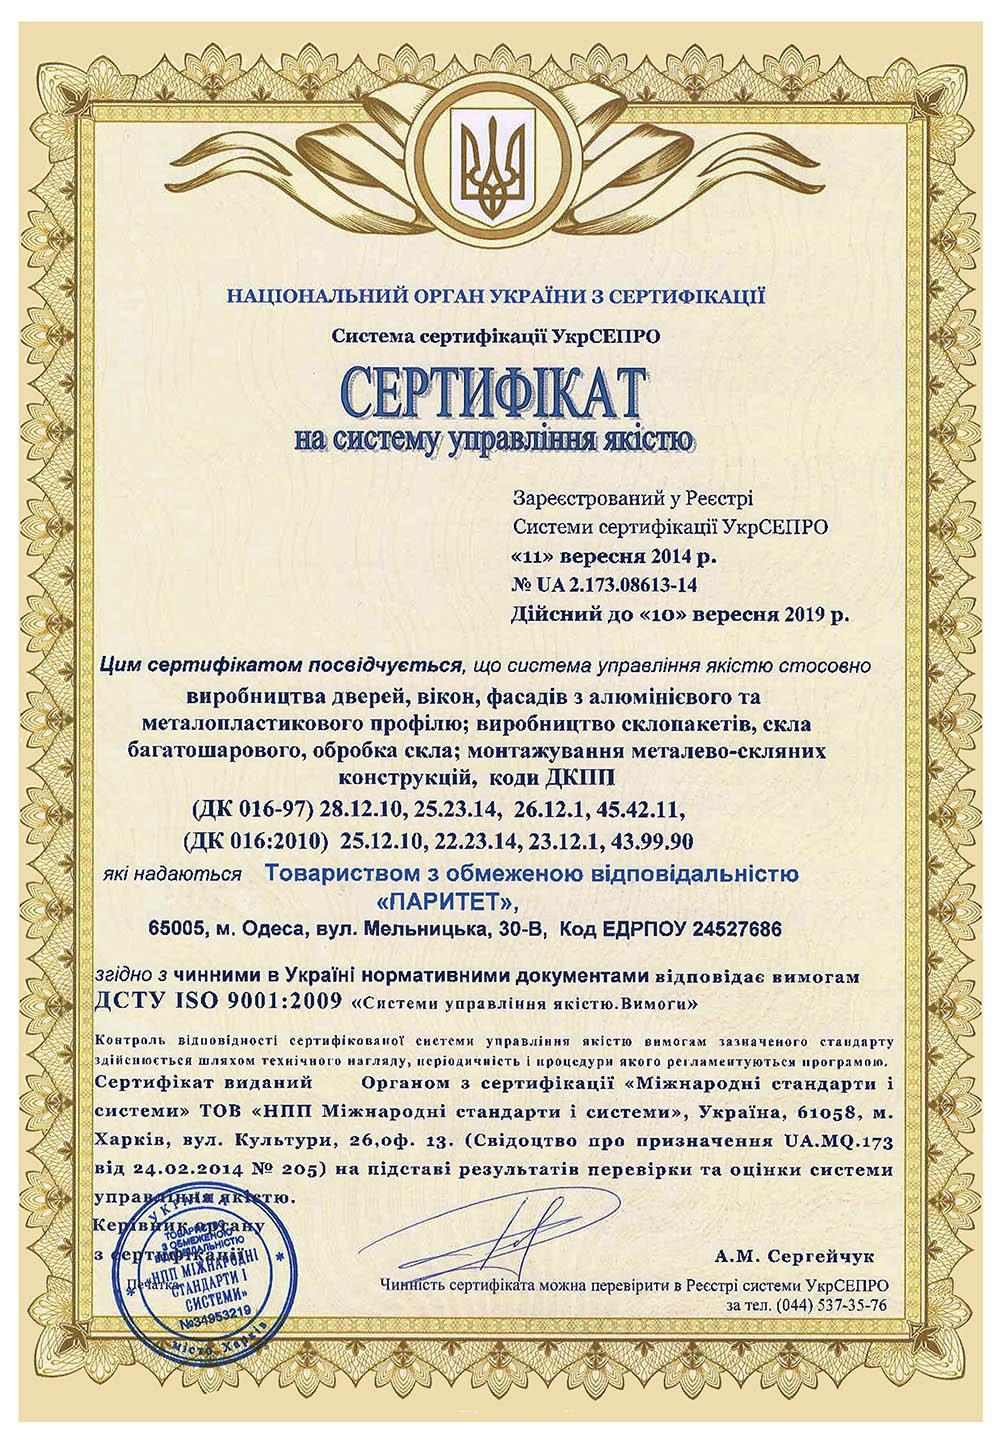 НАЦІОНАЛЬНИЙ ОРГАН УКРАЇНИ З СЕРТИФІКАЦІЇ
Система сертифікації УкрСЕПРО
СЕРТИФІКАТ
на систему управління якістю
Зареєстрований у Реєстрі
Системи сертифікації УкрСЕПРО
«11» вересня 2014 р.
№ UA 2.173.08613-14
Дійсний до «10» вересня 2019 р.
Цим сертифікатом посвідчується, що система управління якістю стосовно
виробництва дверей, вікон, фасадів з алюмінієвого та
металопластикового профілю; виробництво склопакетів, скла
багатошарового, обробка скла; монтажування металево-скляних
конструкцій, коди ДКПП
(ДК 016-97) 28.12.10, 25.23.14, 26.12.1, 45.42.11,
(ДК 016:2010) 25.12.10, 22.23.14, 23.12.1, 43.99.90
які надаються Товариством з обмеженою відповідальністю
«ПАРИТЕТ»,
65005, м. Одеса, вул. Мельницька, 30-В, Код ЕДРПОУ 24527686
згідно з чинними в Україні нормативними документами відповідає вимогам
ДСТУ ISO 9001:2009 «Системи управління якістю.Вимоги»
Контроль відповідності сертифікованої системи управління якістю вимогам зазначеного стандарту
здійснюється шляхом технічного нагляду, періодичність і процедури якого регламентуються програмою.
Сертифікат виданий Органом з сертифікації «Міжнародні стандарти і
системи» ТОВ «НПП Міжнародні стандарти і системи», Україна, 61058, м.
Харків, вул. Культури, 26,оф. 13. (Свідоцтво про призначення UA.MQ.173
від 24.02.2014 № 205) на підставі результатів перевірки та оцінки системи
управління якістю.
Керівник органу
з сертифікації
А.М. Сергейчук
Печатка
Чинність сертифіката можна перевірити в Реєстрі системи УкрСЕПРО
за тел. (044) 537-35-76
УКРАЇНА
ТОВАРИСТВО
З ОБМЕЖЕНОЮ
ВІДПОВІДАЛЬНІСТЮ
«НПП МІЖНАРОДНІ
СТАНДАРТИ І
СИСТЕМИ»
№34953219
місто Харків